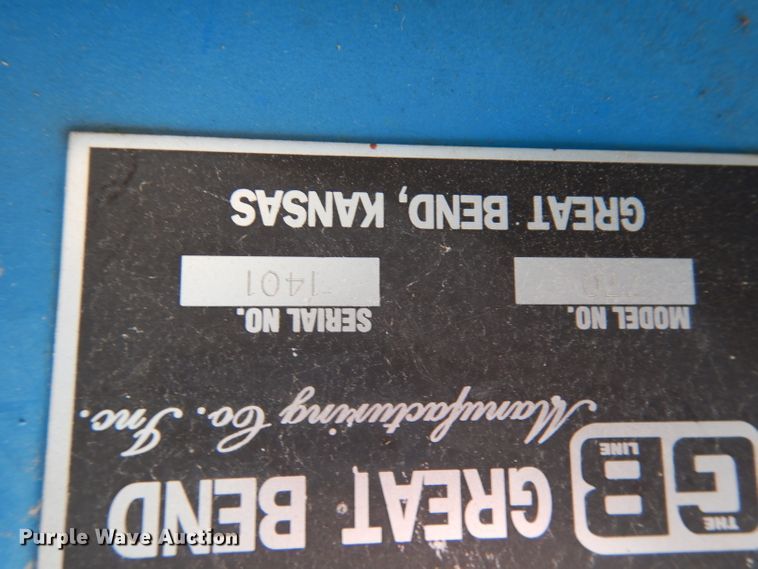 THE GB LINE
GREAT BEND
Manufacturing Co. Inc.
MODEL NO. SERIAL NO.
1401
GREAT BEND, KANSAS
Purple Wave Auction